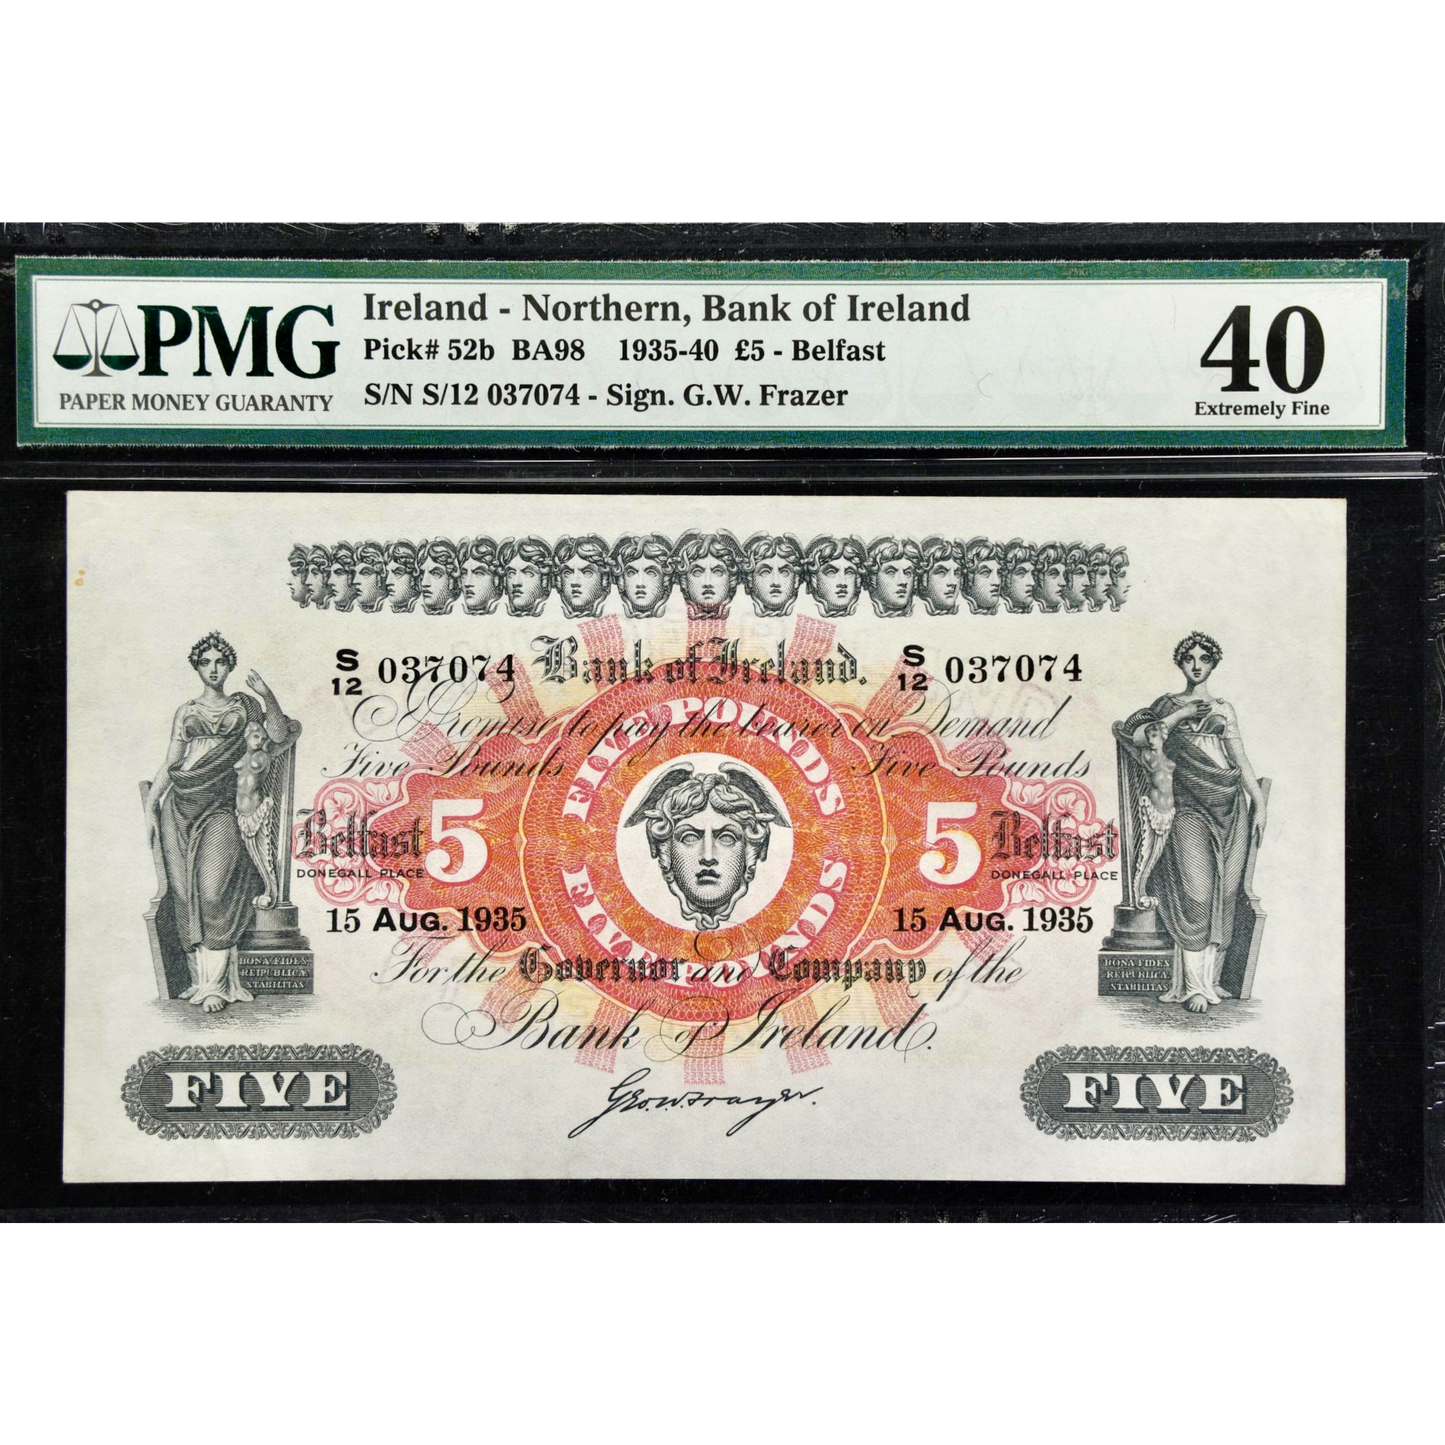 PMG
PAPER MONEY GUARANTY
Ireland - Northern, Bank of Ireland
Pick# 52b BA98 1935-40 £5 - Belfast
S/N S/12 037074 - Sign. G.W. Frazer
40
Extremely Fine
S/12 037074 Bank of Ireland. S/12 037074
Promise to pay the bearer on Demand
Five Pounds Five Pounds
FIVE POUNDS
Belfast 5 5 Belfast
DONEGALL PLACE DONEGALL PLACE
FIVE POUNDS
15 AUG. 1935 15 AUG. 1935
For the Governor and Company of the
Bank of Ireland.
BONA FIDES
REIPUBLICÆ
STABILITAS
BONA FIDES
REIPUBLICÆ
STABILITAS
FIVE FIVE
Geo. W. Frazer.